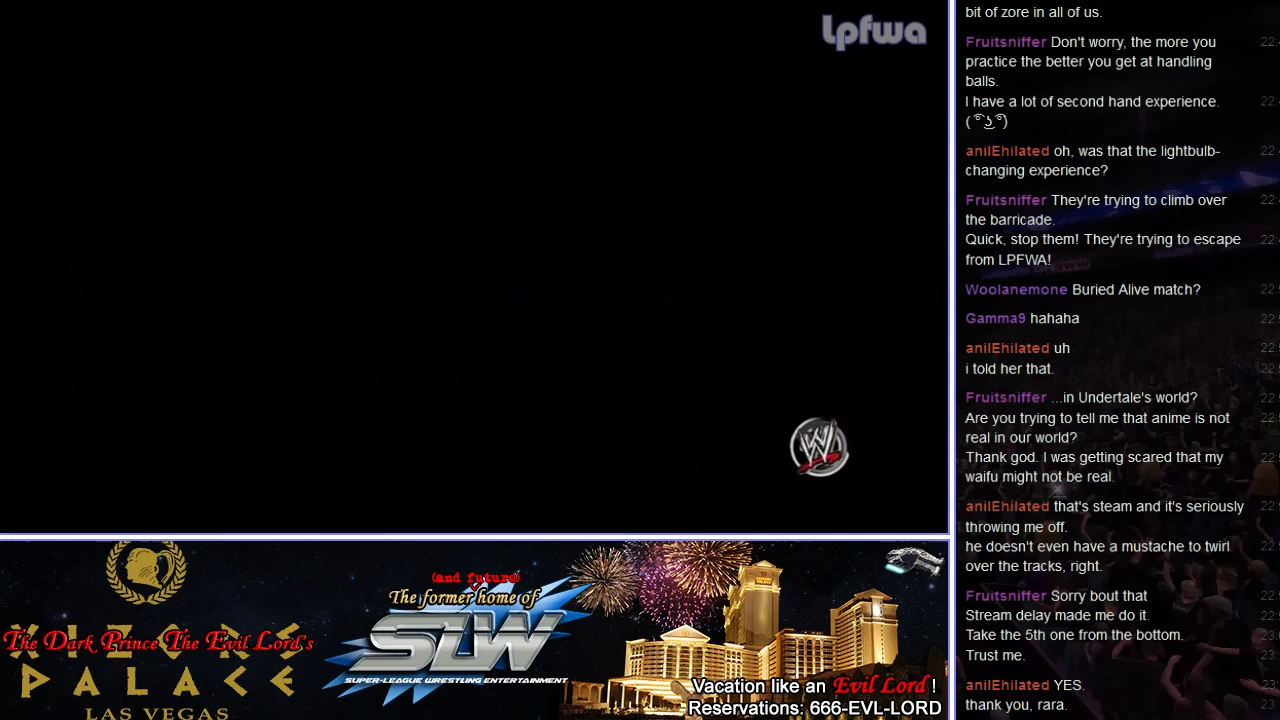 lpfwa
W
(and future)
The former home of
The Dark Prince The Evil Lord's
XIZORS
PALACE
LAS VEGAS
SLW
SUPER-LEAGUE WRESTLING ENTERTAINMENT
Vacation like an Evil Lord !
Reservations: 666-EVL-LORD
bit of zore in all of us.
Fruitsniffer Don't worry, the more you
practice the better you get at handling
balls.
I have a lot of second hand experience.
( ͡° ͜ʖ ͡°)
anilEhilated oh, was that the lightbulb-
changing experience?
Fruitsniffer They're trying to climb over
the barricade.
Quick, stop them! They're trying to escape
from LPFWA!
Woolanemone Buried Alive match?
Gamma9 hahaha
anilEhilated uh
i told her that.
Fruitsniffer ...in Undertale's world?
Are you trying to tell me that anime is not
real in our world?
Thank god. I was getting scared that my
waifu might not be real.
anilEhilated that's steam and it's seriously
throwing me off.
he doesn't even have a mustache to twirl
over the tracks, right.
Fruitsniffer Sorry bout that
Stream delay made me do it.
Take the 5th one from the bottom.
Trust me.
anilEhilated YES.
thank you, rara.